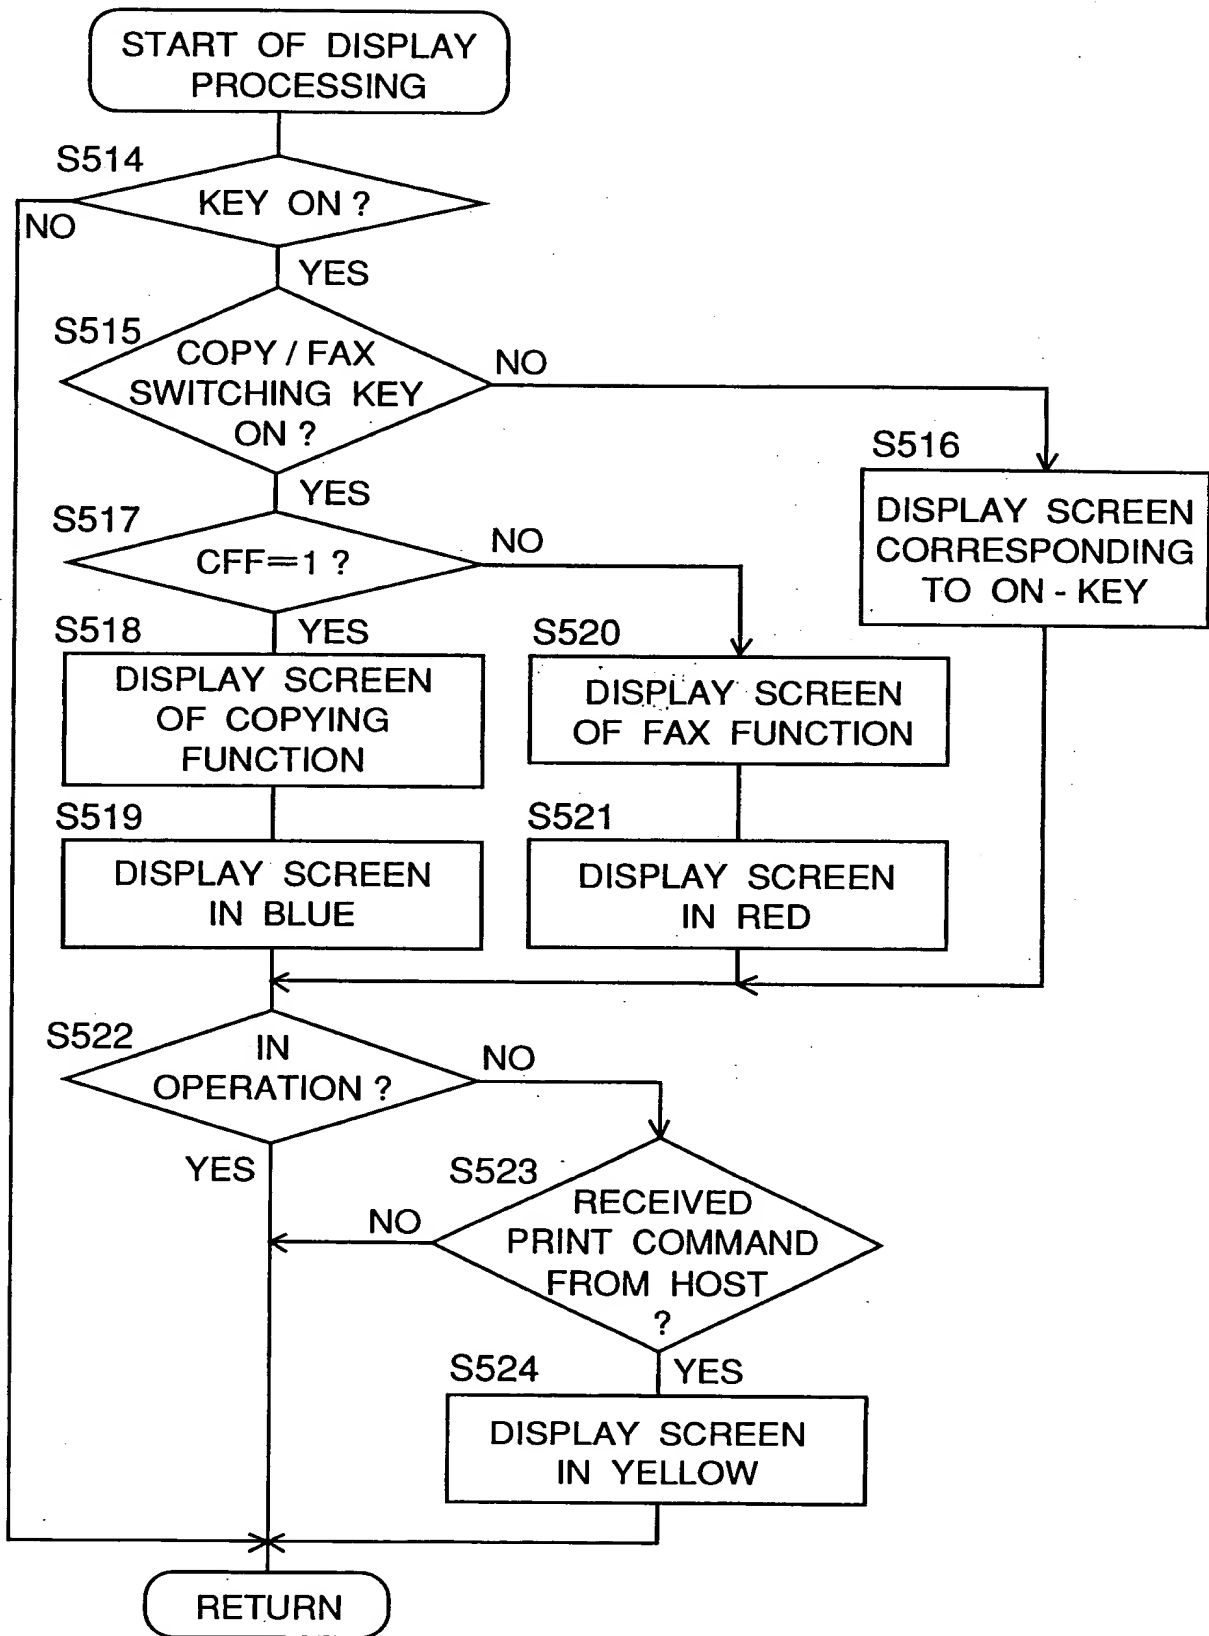 START OF DISPLAY
PROCESSING
S514
KEY ON ?
NO
YES
S515
COPY / FAX
SWITCHING KEY
ON ?
NO
YES
S516
DISPLAY SCREEN
CORRESPONDING
TO ON - KEY
S517
CFF=1 ?
NO
YES
S518
DISPLAY SCREEN
OF COPYING
FUNCTION
S520
DISPLAY SCREEN
OF FAX FUNCTION
S519
DISPLAY SCREEN
IN BLUE
S521
DISPLAY SCREEN
IN RED
S522
IN
OPERATION ?
NO
YES
S523
RECEIVED
PRINT COMMAND
FROM HOST
?
NO
YES
S524
DISPLAY SCREEN
IN YELLOW
RETURN